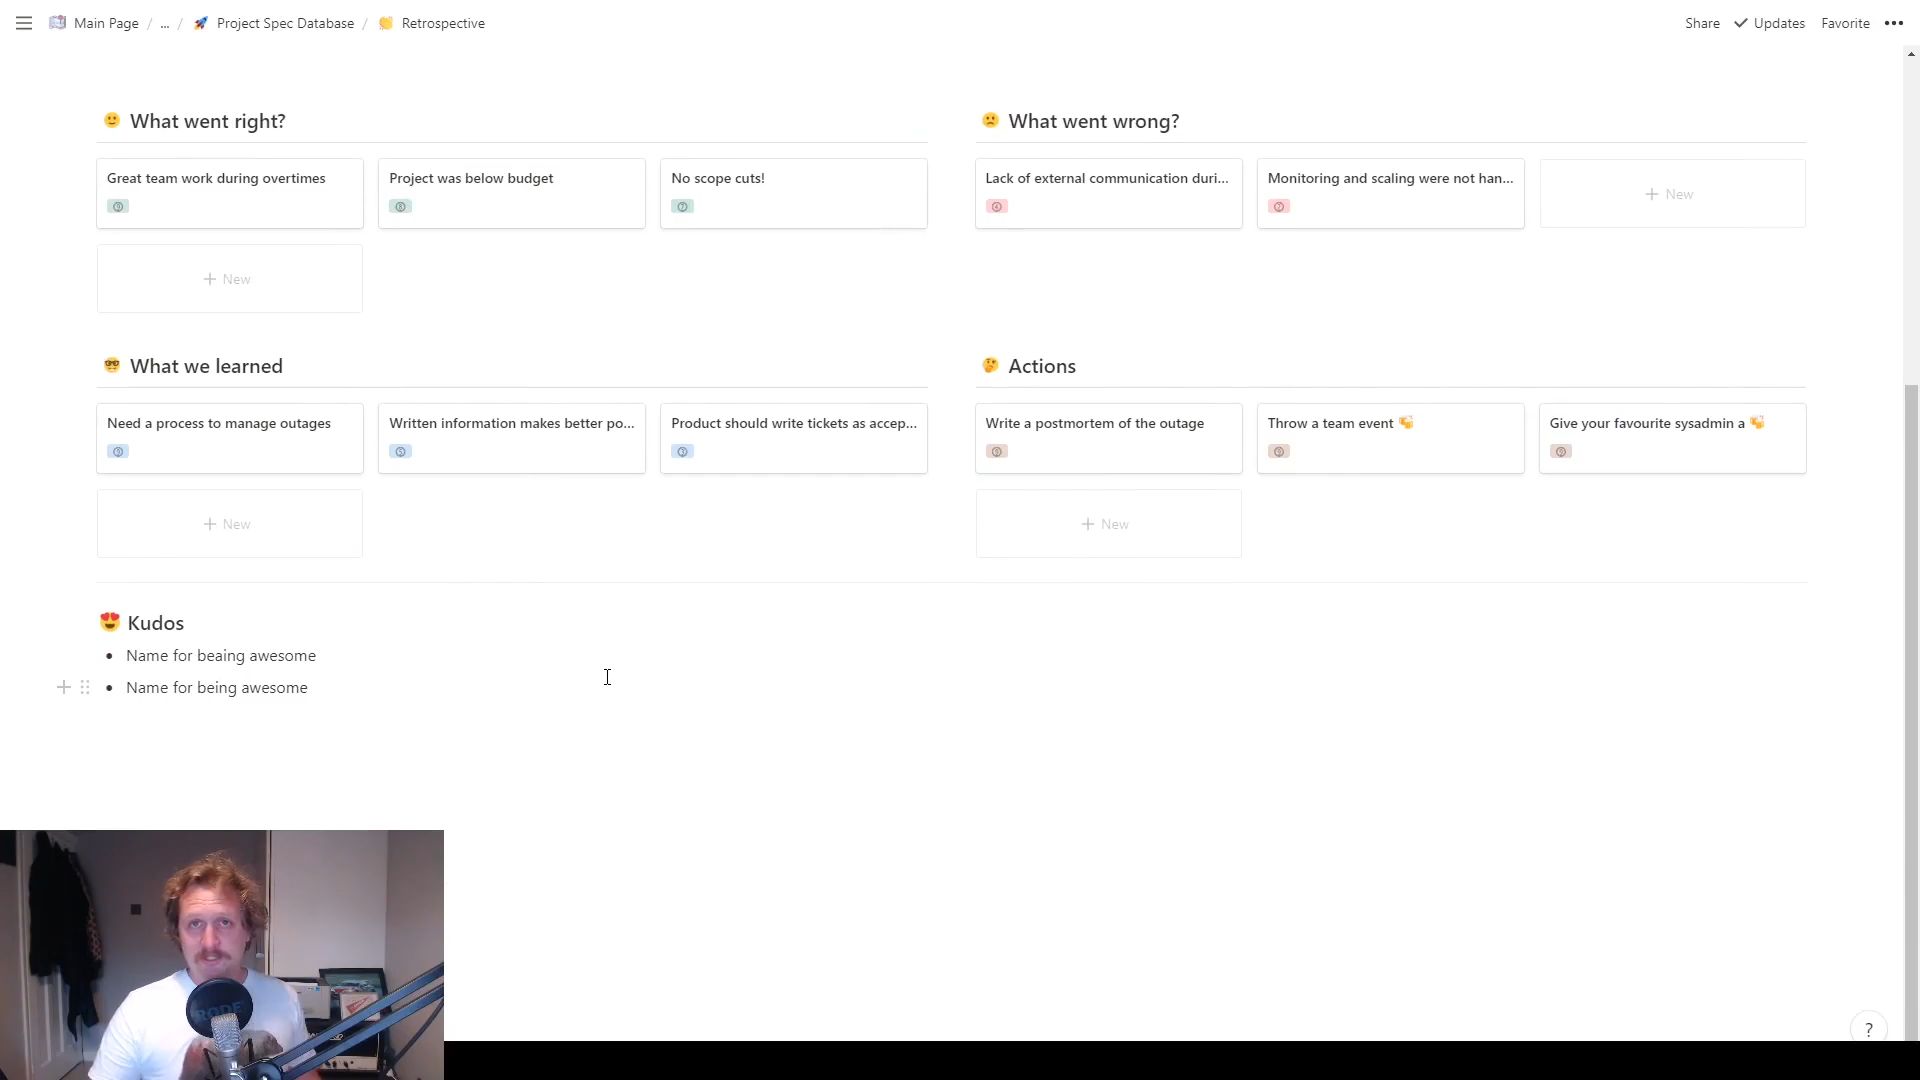 Main Page / ... / Project Spec Database / Retrospective
Share Updates Favorite
What went right?
Great team work during overtimes
Project was below budget
No scope cuts!
+ New
What went wrong?
Lack of external communication duri...
Monitoring and scaling were not han...
+ New
What we learned
Need a process to manage outages
Written information makes better po...
Product should write tickets as accep...
+ New
Actions
Write a postmortem of the outage
Throw a team event
Give your favourite sysadmin a
+ New
Kudos
• Name for beaing awesome
• Name for being awesome
RODE
?